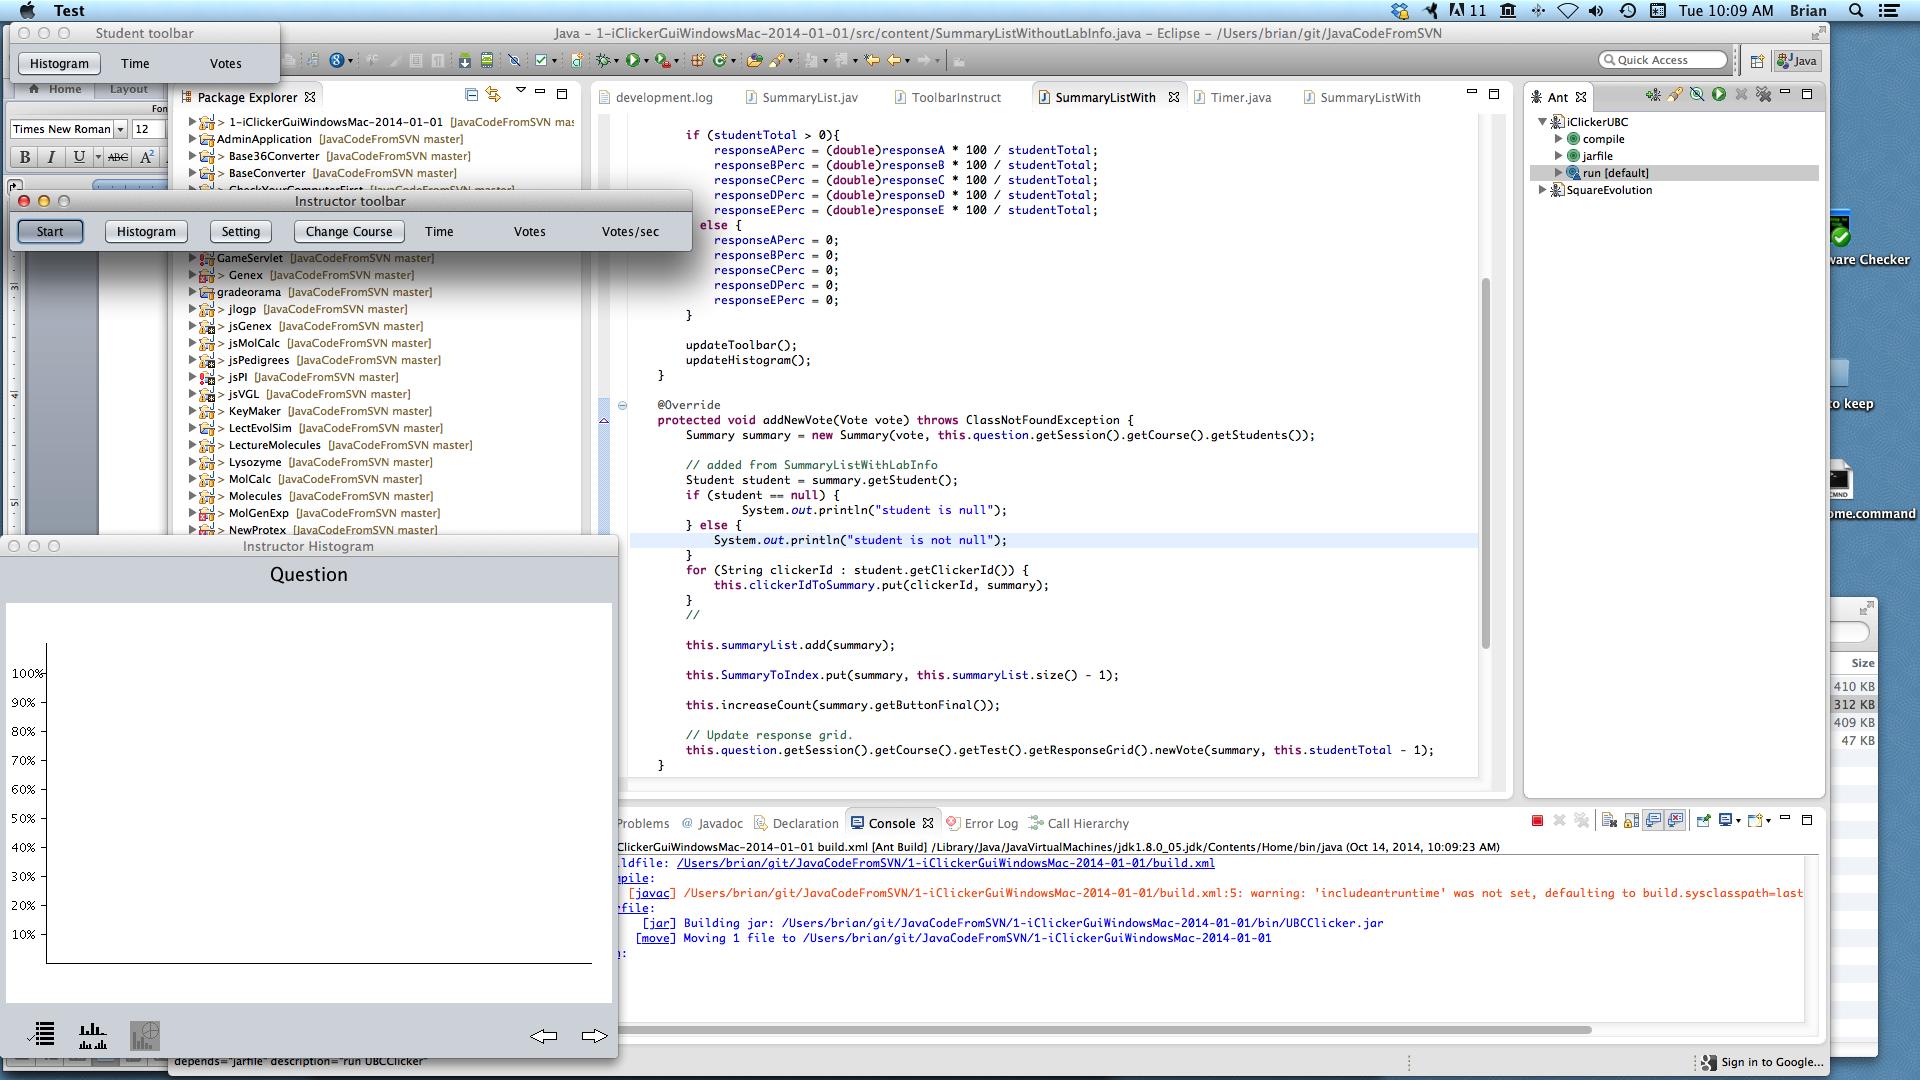 Test
11
Tue 10:09 AM Brian
Student toolbar
Histogram Time Votes
Java – 1-iClickerGuiWindowsMac-2014-01-01/src/content/SummaryListWithoutLabInfo.java – Eclipse – /Users/brian/git/JavaCodeFromSVN
Quick Access
Java
Home Layout
Fon
Times New Roman 12
B I U ABC A2
Package Explorer
> 1-iClickerGuiWindowsMac-2014-01-01 [JavaCodeFromSVN mas
AdminApplication [JavaCodeFromSVN master]
> Base36Converter [JavaCodeFromSVN master]
> BaseConverter [JavaCodeFromSVN master]
> CheckYourComputerFirst [JavaCodeFromSVN master]
Instructor toolbar
Start Histogram Setting Change Course Time Votes Votes/sec
GameServlet [JavaCodeFromSVN master]
> Genex [JavaCodeFromSVN master]
gradeorama [JavaCodeFromSVN master]
> jlogp [JavaCodeFromSVN master]
> jsGenex [JavaCodeFromSVN master]
> jsMolCalc [JavaCodeFromSVN master]
> jsPedigrees [JavaCodeFromSVN master]
> jsPI [JavaCodeFromSVN master]
> jsVGL [JavaCodeFromSVN master]
> KeyMaker [JavaCodeFromSVN master]
> LectEvolSim [JavaCodeFromSVN master]
> LectureMolecules [JavaCodeFromSVN master]
> Lysozyme [JavaCodeFromSVN master]
> MolCalc [JavaCodeFromSVN master]
> Molecules [JavaCodeFromSVN master]
> MolGenExp [JavaCodeFromSVN master]
> NewProtex [JavaCodeFromSVN master]
3
4
5
Instructor Histogram
Question
100%
90%
80%
70%
60%
50%
40%
30%
20%
10%
depends="jarfile" description="run UBCClicker"
development.log SummaryList.jav ToolbarInstruct SummaryListWith Timer.java SummaryListWith
if (studentTotal > 0){
responseAPerc = (double)responseA * 100 / studentTotal;
responseBPerc = (double)responseB * 100 / studentTotal;
responseCPerc = (double)responseC * 100 / studentTotal;
responseDPerc = (double)responseD * 100 / studentTotal;
responseEPerc = (double)responseE * 100 / studentTotal;
else {
responseAPerc = 0;
responseBPerc = 0;
responseCPerc = 0;
responseDPerc = 0;
responseEPerc = 0;
}
updateToolbar();
updateHistogram();
}
@Override
protected void addNewVote(Vote vote) throws ClassNotFoundException {
Summary summary = new Summary(vote, this.question.getSession().getCourse().getStudents());
// added from SummaryListWithLabInfo
Student student = summary.getStudent();
if (student == null) {
System.out.println("student is null");
} else {
System.out.println("student is not null");
}
for (String clickerId : student.getClickerId()) {
this.clickerIdToSummary.put(clickerId, summary);
}
//
this.summaryList.add(summary);
this.SummaryToIndex.put(summary, this.summaryList.size() - 1);
this.increaseCount(summary.getButtonFinal());
// Update response grid.
this.question.getSession().getCourse().getTest().getResponseGrid().newVote(summary, this.studentTotal - 1);
}
Problems @ Javadoc Declaration Console Error Log Call Hierarchy
ClickerGuiWindowsMac-2014-01-01 build.xml [Ant Build] /Library/Java/JavaVirtualMachines/jdk1.8.0_05.jdk/Contents/Home/bin/java (Oct 14, 2014, 10:09:23 AM)
ldfile: /Users/brian/git/JavaCodeFromSVN/1-iClickerGuiWindowsMac-2014-01-01/build.xml
mpile:
[javac] /Users/brian/git/JavaCodeFromSVN/1-iClickerGuiWindowsMac-2014-01-01/build.xml:5: warning: 'includeantruntime' was not set, defaulting to build.sysclasspath=last
rfile:
[jar] Building jar: /Users/brian/git/JavaCodeFromSVN/1-iClickerGuiWindowsMac-2014-01-01/bin/UBCClicker.jar
[move] Moving 1 file to /Users/brian/git/JavaCodeFromSVN/1-iClickerGuiWindowsMac-2014-01-01
n:
Ant
iClickerUBC
compile
jarfile
run [default]
SquareEvolution
ware Checker
to keep
CMND
ome.command
Size
410 KB
312 KB
409 KB
47 KB
Sign in to Google...